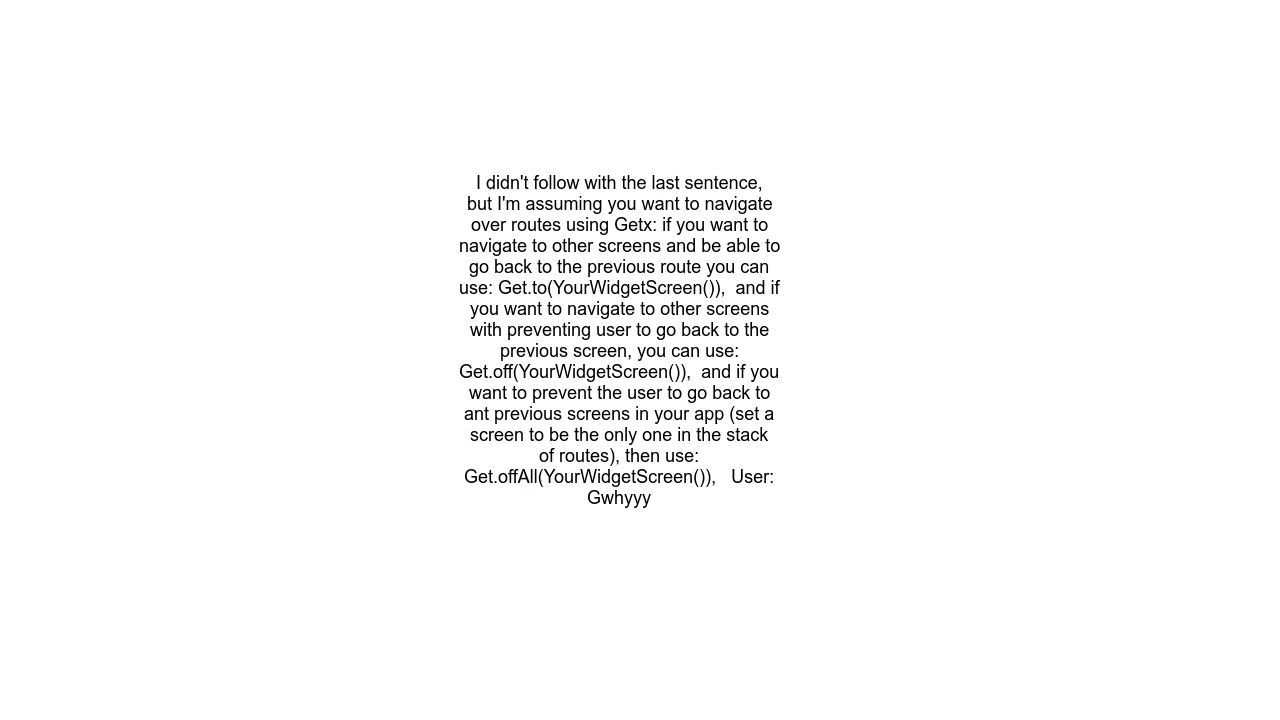 I didn't follow with the last sentence,
but I'm assuming you want to navigate
over routes using Getx: if you want to
navigate to other screens and be able to
go back to the previous route you can
use: Get.to(YourWidgetScreen()),  and if
you want to navigate to other screens
with preventing user to go back to the
previous screen, you can use:
Get.off(YourWidgetScreen()),  and if you
want to prevent the user to go back to
ant previous screens in your app (set a
screen to be the only one in the stack
of routes), then use:
Get.offAll(YourWidgetScreen()),   User:
Gwhyyy